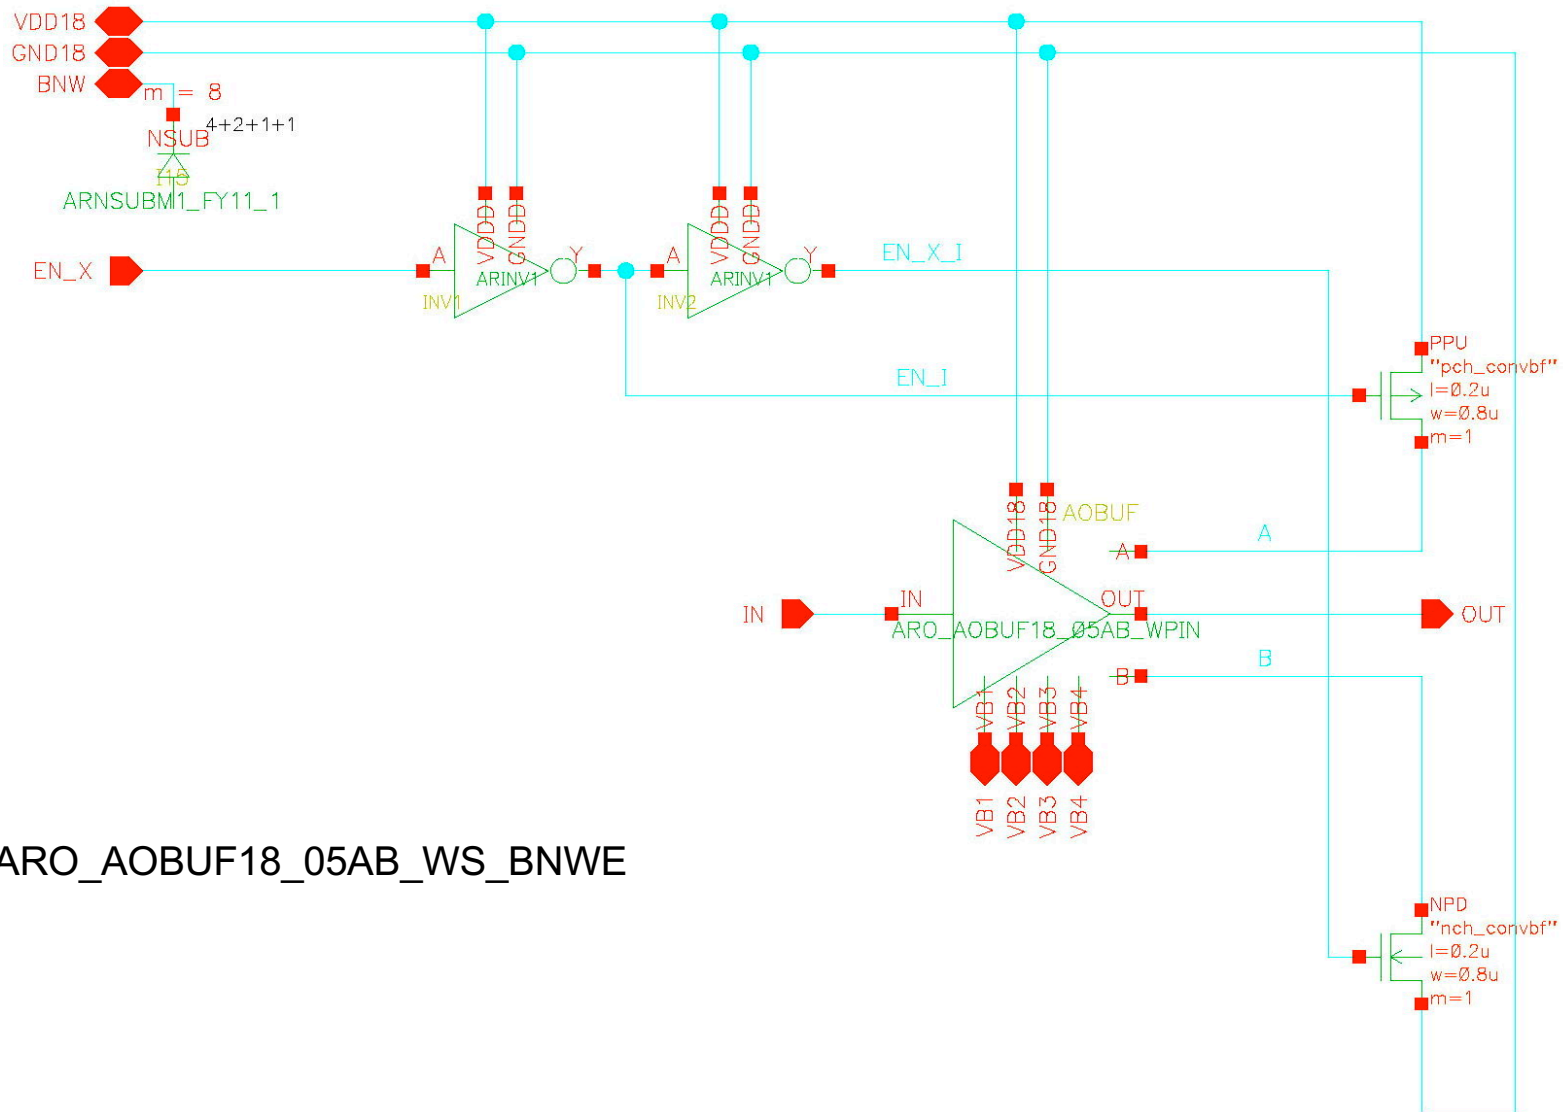 VDD18
GND18
BNW
m = 8
4+2+1+1
NSUB
I15
ARNSUBM1_FY11_1
EN_X
A
VDDD
GNDD
Y
ARINV1
INV1
A
VDDD
GNDD
Y
ARINV1
INV2
EN_X_I
EN_I
PPU
"pch_convbf"
l=0.2u
w=0.8u
m=1
VDD18
GND18
AOBUF
A
A
IN
IN
OUT
OUT
ARO_AOBUF18_05AB_WPIN
B
B
VB1
VB2
VB3
VB4
VB1
VB2
VB3
VB4
ARO_AOBUF18_05AB_WS_BNWE
NPD
"nch_convbf"
l=0.2u
w=0.8u
m=1